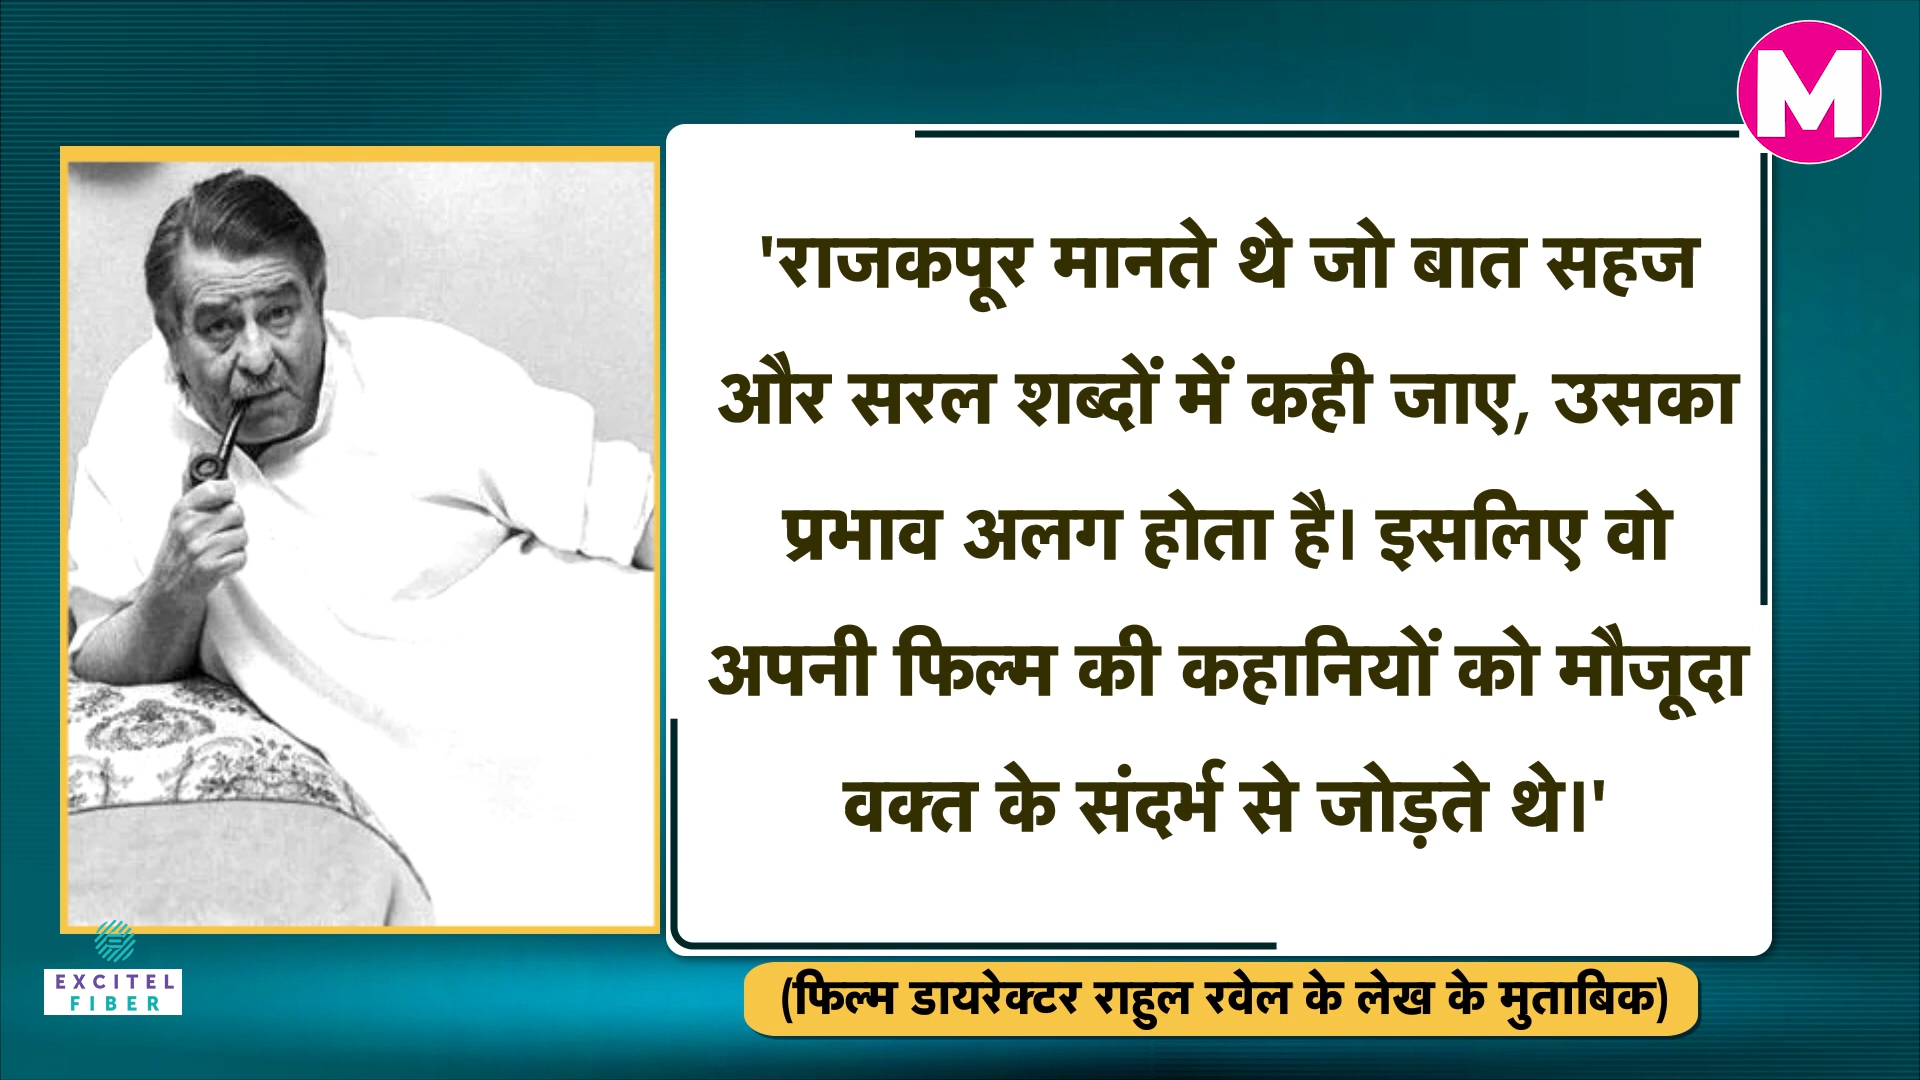 M
'राजकपूर मानते थे जो बात सहज
और सरल शब्दों में कही जाए, उसका
प्रभाव अलग होता है। इसलिए वो
अपनी फिल्म की कहानियों को मौजूदा
वक्त के संदर्भ से जोड़ते थे।'
(फिल्म डायरेक्टर राहुल रवेल के लेख के मुताबिक)
EXCITEL
FIBER